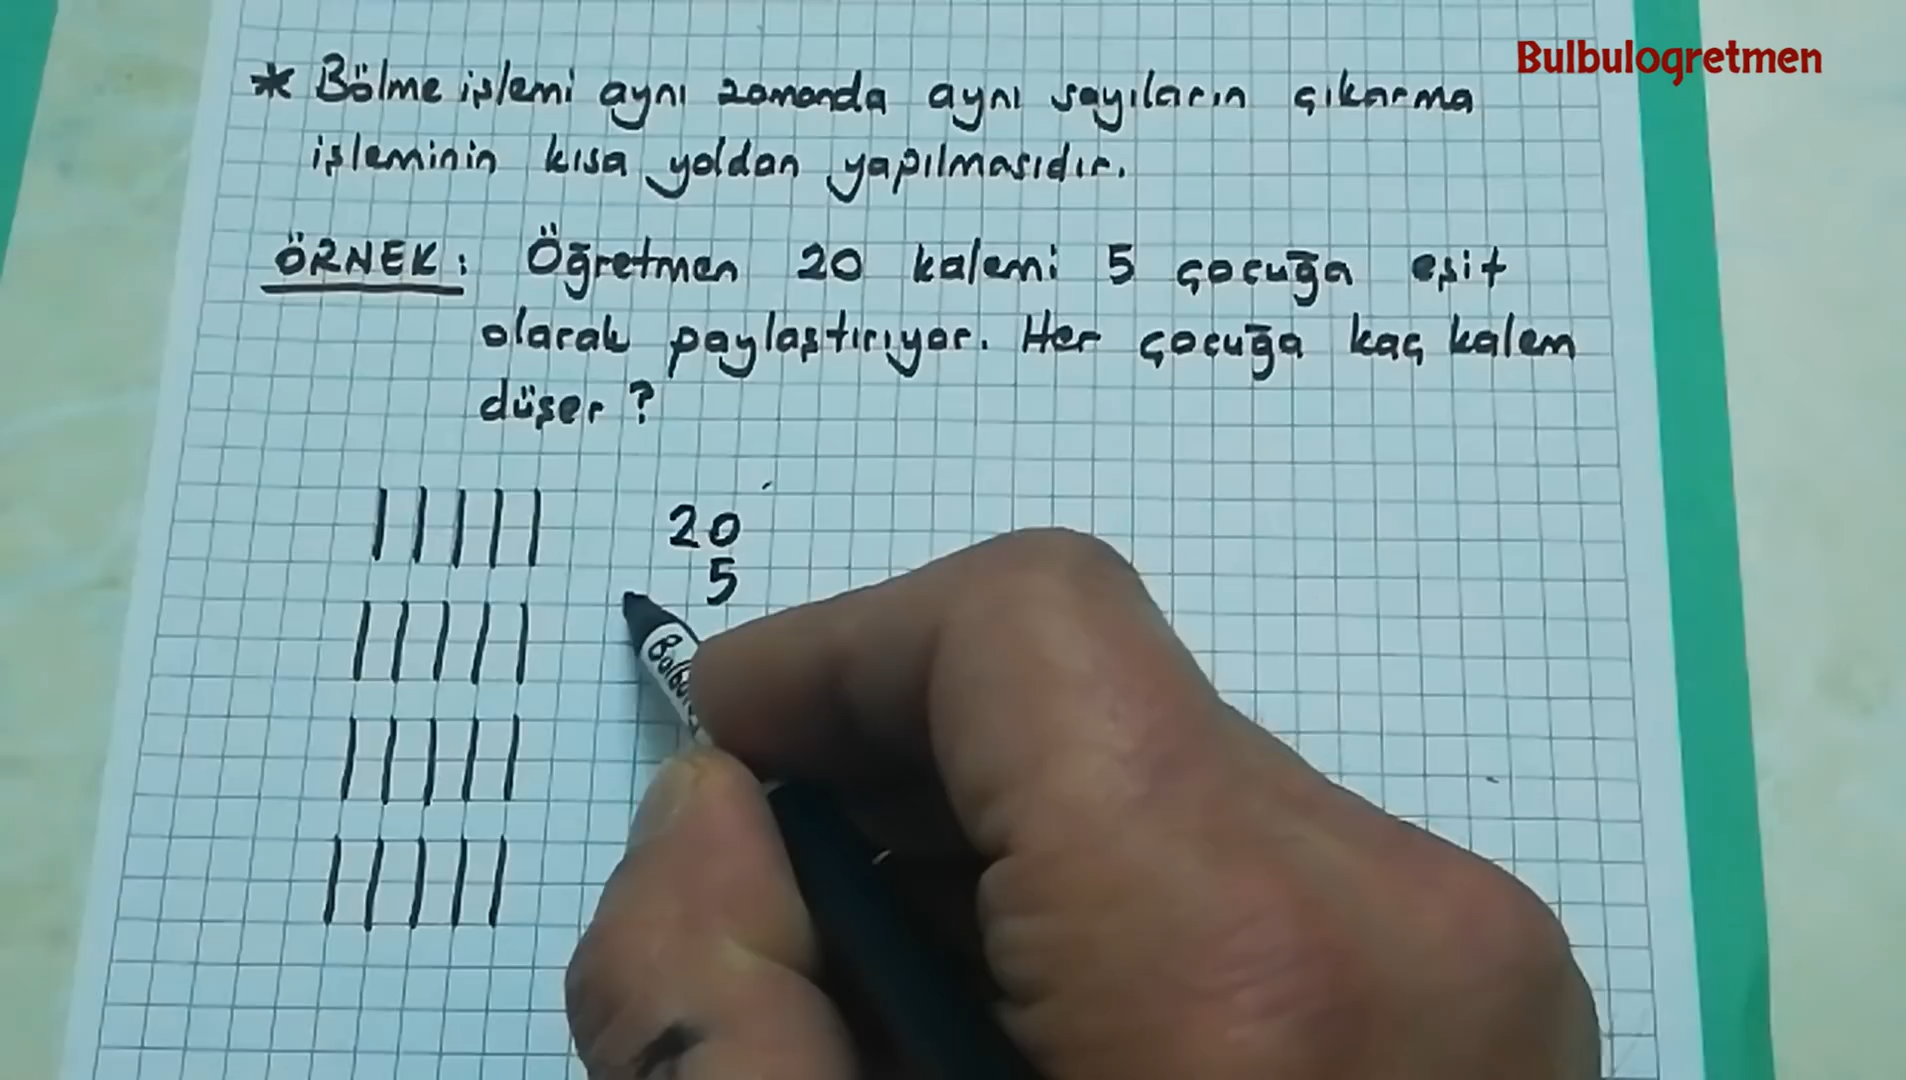 Bulbulogretmen
* Bölme işlemi aynı zamanda aynı sayıların çıkarma
işleminin kısa yoldan yapılmasıdır.
ÖRNEK: Öğretmen 20 kalemi 5 çocuğa eşit
olarak paylaştırıyor. Her çocuğa kaç kalem
düşer?
20
5